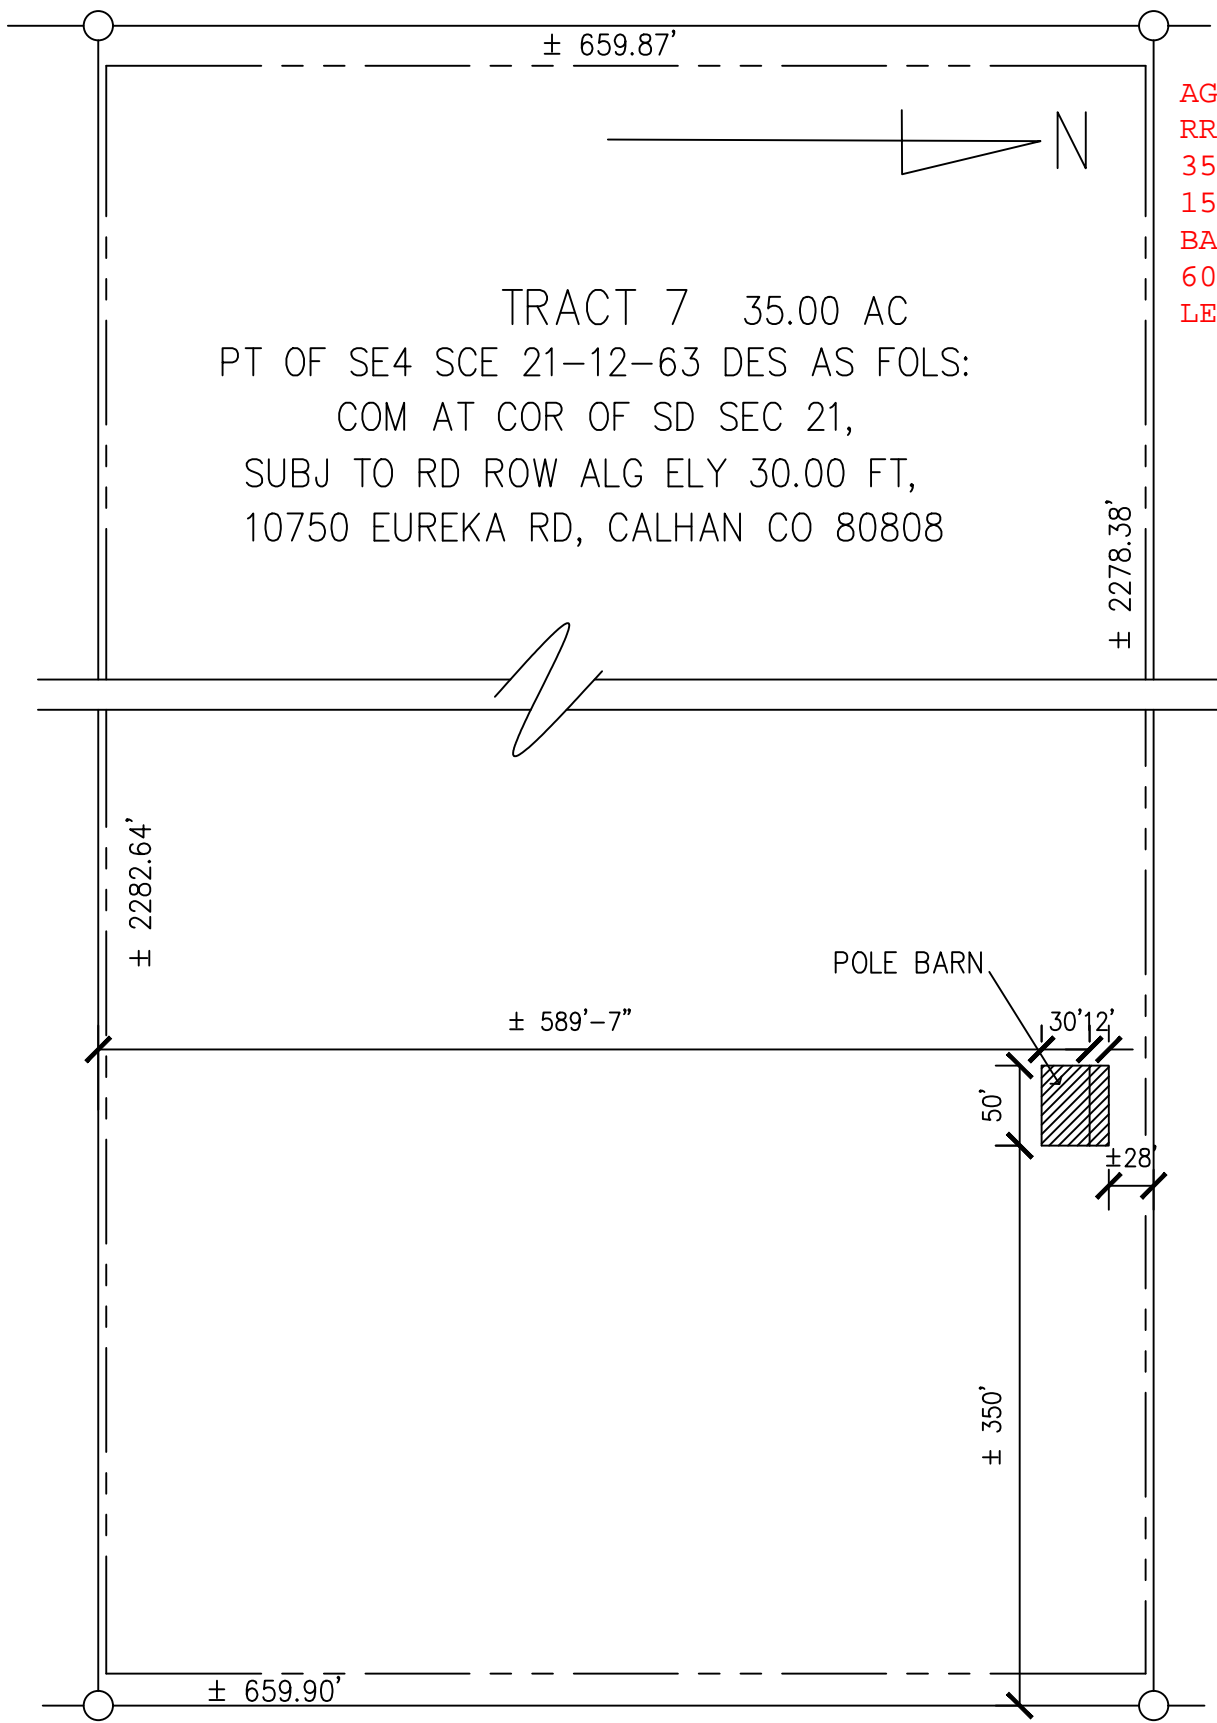 ± 659.87'
N
AG
RR
35
15
BA
60
LE
TRACT 7 35.00 AC
PT OF SE4 SCE 21-12-63 DES AS FOLS:
COM AT COR OF SD SEC 21,
SUBJ TO RD ROW ALG ELY 30.00 FT,
10750 EUREKA RD, CALHAN CO 80808
± 2278.38'
± 2282.64'
POLE BARN
± 589'-7"
30'
12'
50'
±28'
± 350'
± 659.90'